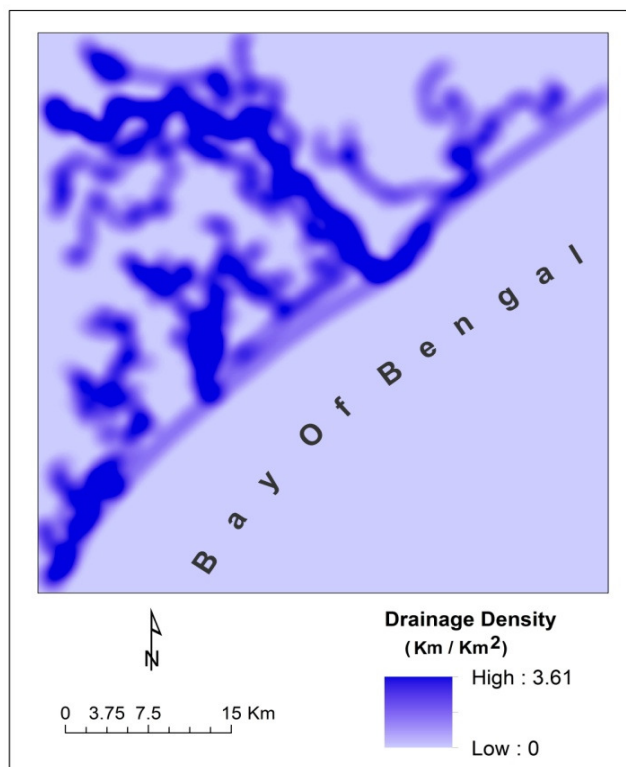 Bay Of Bengal
N
0 3.75 7.5 15 Km
Drainage Density
(Km / Km²)
High : 3.61
Low : 0